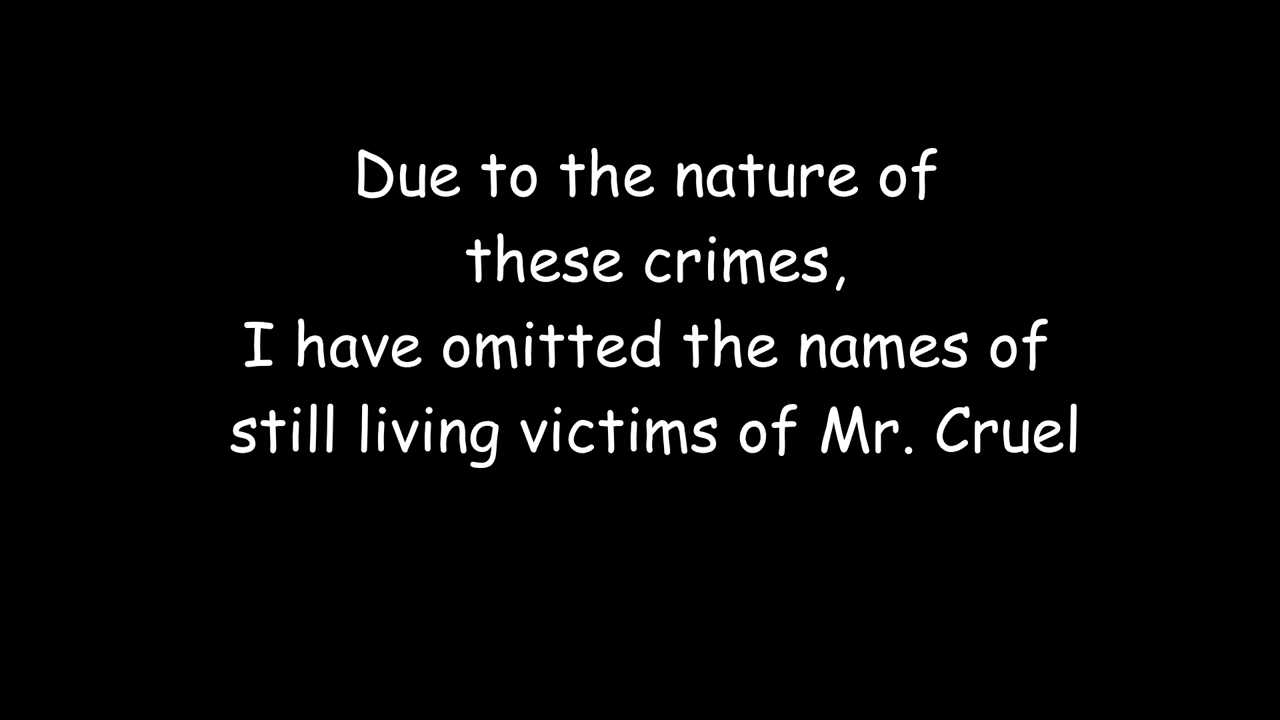 Due to the nature of
these crimes,
I have omitted the names of
still living victims of Mr. Cruel